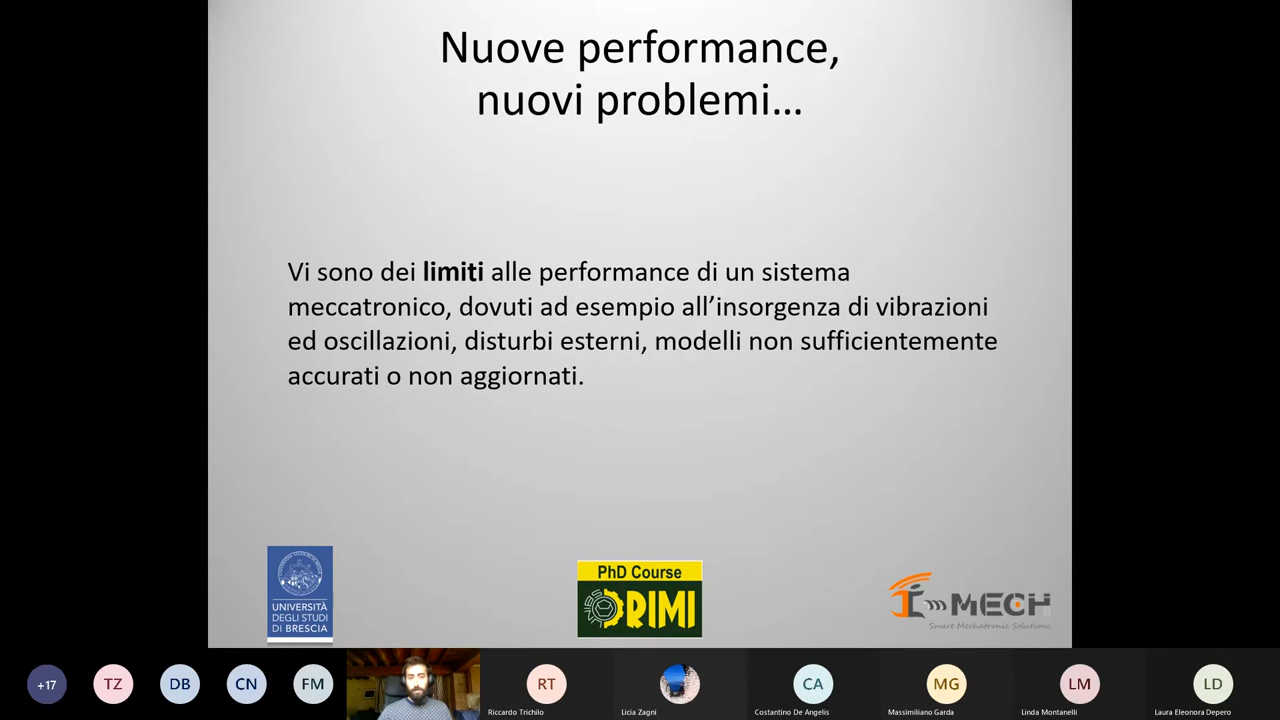 Nuove performance,
nuovi problemi...
Vi sono dei limiti alle performance di un sistema
meccatronico, dovuti ad esempio all’insorgenza di vibrazioni
ed oscillazioni, disturbi esterni, modelli non sufficientemente
accurati o non aggiornati.
UNIVERSITÀ
DEGLI STUDI
DI BRESCIA
PhD Course
DRIMI
I MECH
Smart Mechatronic Solutions
+17
TZ
DB
CN
FM
RT
Riccardo Trichilo
Licia Zagni
CA
Costantino De Angelis
MG
Massimiliano Garda
LM
Linda Montanelli
LD
Laura Eleonora Depero